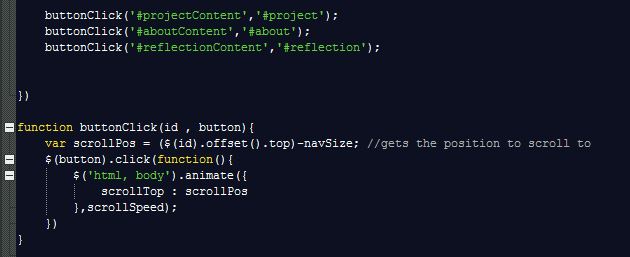 buttonClick('#projectContent','#project');
buttonClick('#aboutContent','#about');
buttonClick('#reflectionContent','#reflection');
})
function buttonClick(id , button){
var scrollPos = ($(id).offset().top)-navSize; //gets the position to scroll to
$(button).click(function(){
$('html, body').animate({
scrollTop : scrollPos
},scrollSpeed);
})
}